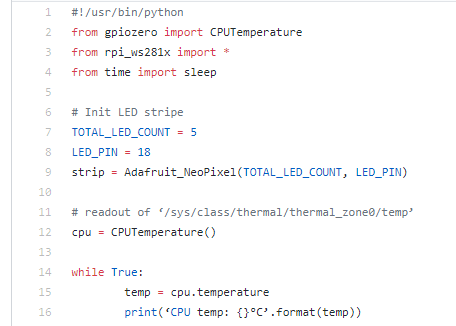 1 #!/usr/bin/python
2 from gpiozero import CPUTemperature
3 from rpi_ws281x import *
4 from time import sleep
5
6 # Init LED stripe
7 TOTAL_LED_COUNT = 5
8 LED_PIN = 18
9 strip = Adafruit_NeoPixel(TOTAL_LED_COUNT, LED_PIN)
10
11 # readout of ‘/sys/class/thermal/thermal_zone0/temp’
12 cpu = CPUTemperature()
13
14 while True:
15         temp = cpu.temperature
16         print(‘CPU temp: {}°C’.format(temp))